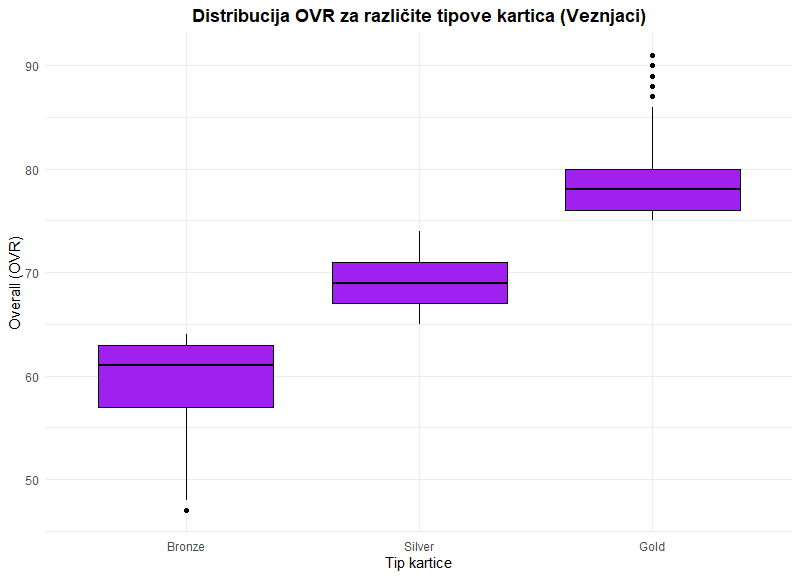 Distribucija OVR za različite tipove kartica (Veznjaci)
Overall (OVR)
90
80
70
60
50
Bronze Silver Gold
Tip kartice